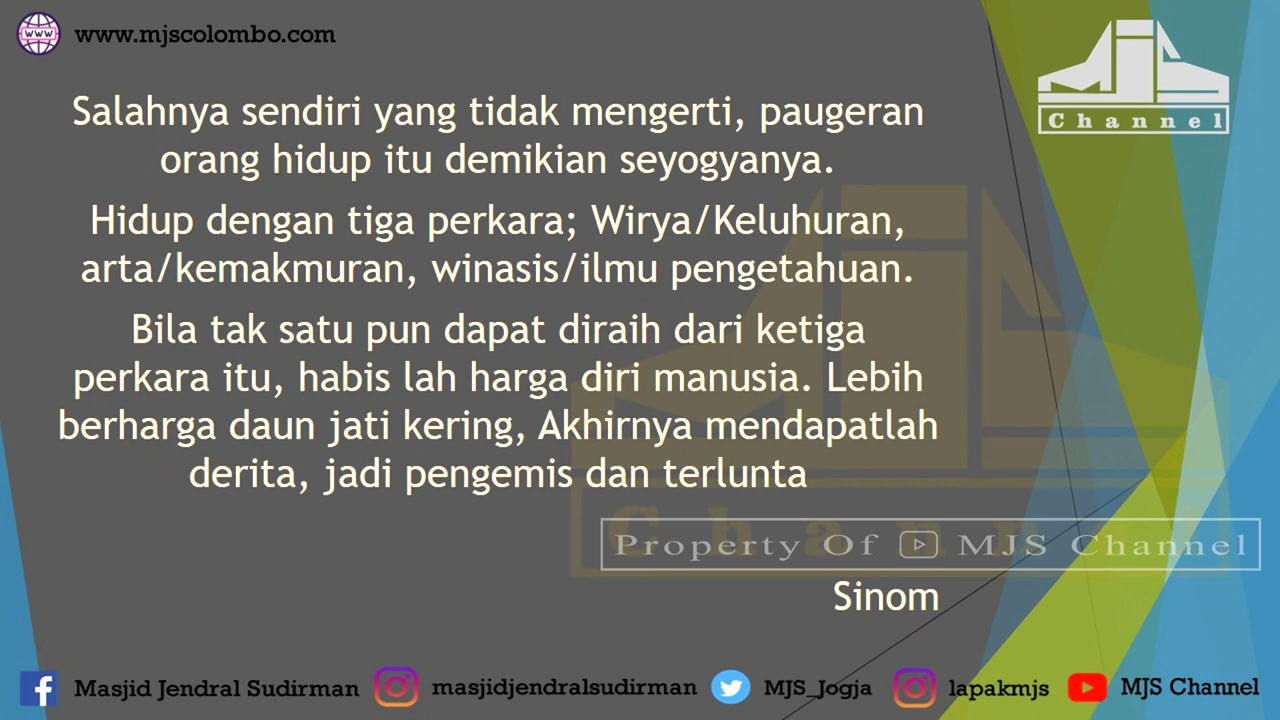 www.mjscolombo.com
MJS
Channel
Salahnya sendiri yang tidak mengerti, paugeran
orang hidup itu demikian seyogyanya.
Hidup dengan tiga perkara; Wirya/Keluhuran,
arta/kemakmuran, winasis/ilmu pengetahuan.
Bila tak satu pun dapat diraih dari ketiga
perkara itu, habis lah harga diri manusia. Lebih
berharga daun jati kering, Akhirnya mendapatlah
derita, jadi pengemis dan terlunta
Property Of MJS Channel
Sinom
Masjid Jendral Sudirman masjidjendralsudirman MJS_Jogja lapakmjs MJS Channel